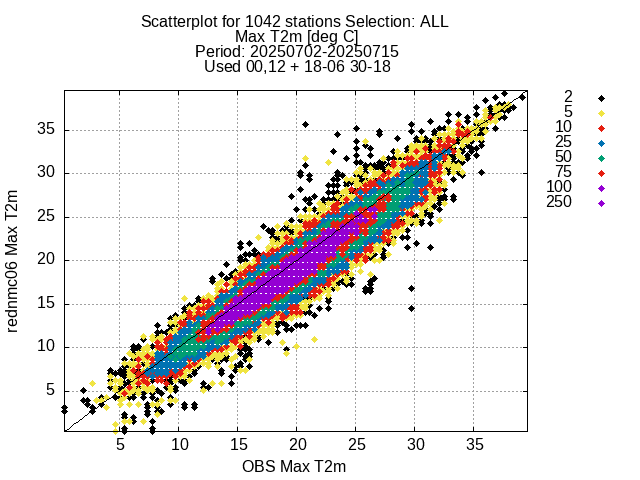 Scatterplot for 1042 stations Selection: ALL
Max T2m [deg C]
Period: 20250702-20250715
Used 00,12 + 18-06 30-18
2
5
10
25
50
75
100
250
rednmc06 Max T2m
35
30
25
20
15
10
5
5 10 15 20 25 30 35
OBS Max T2m